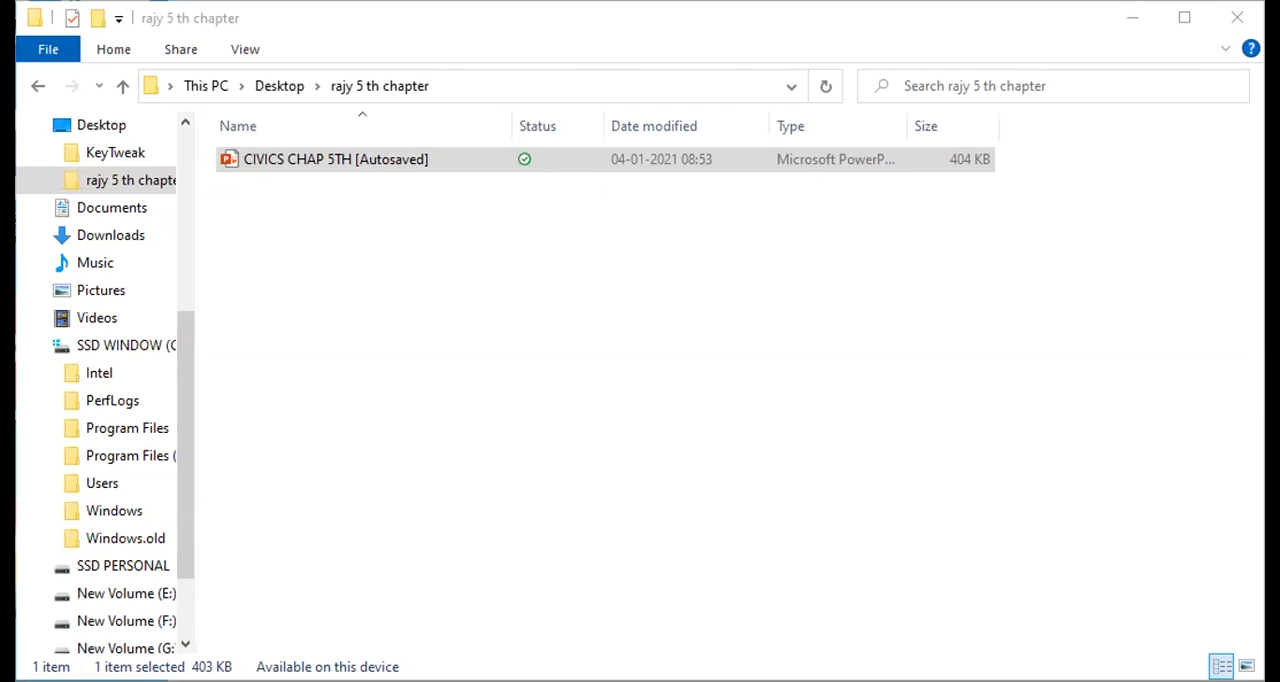 rajy 5 th chapter
File Home Share View
This PC Desktop rajy 5 th chapter Search rajy 5 th chapter
Name Status Date modified Type Size
CIVICS CHAP 5TH [Autosaved] 04-01-2021 08:53 Microsoft PowerP... 404 KB
Desktop
KeyTweak
rajy 5 th chapte
Documents
Downloads
Music
Pictures
Videos
SSD WINDOW (C
Intel
PerfLogs
Program Files
Program Files (
Users
Windows
Windows.old
SSD PERSONAL
New Volume (E:)
New Volume (F:)
New Volume (G:
1 item 1 item selected 403 KB Available on this device